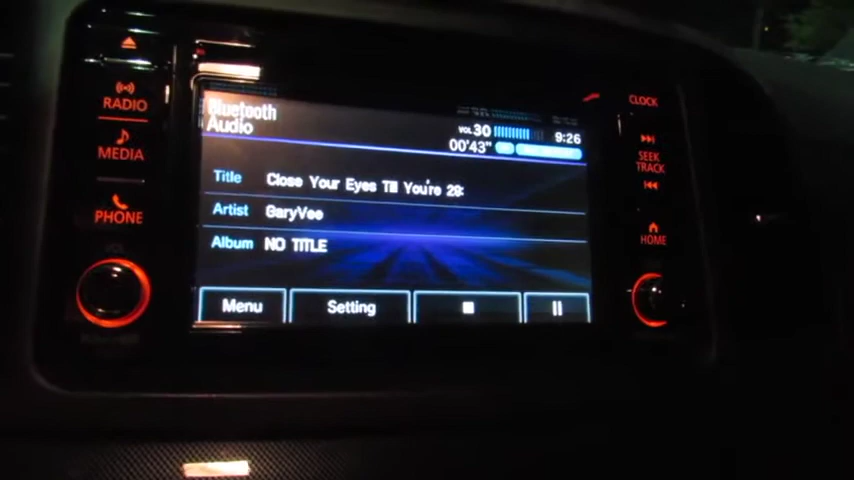 RADIO
MEDIA
PHONE
Bluetooth
Audio
VOL 30
9:26
00'43"
Title Close Your Eyes Till You're 29:
Artist GaryVee
Album NO TITLE
Menu
Setting
CLOCK
SEEK
TRACK
HOME